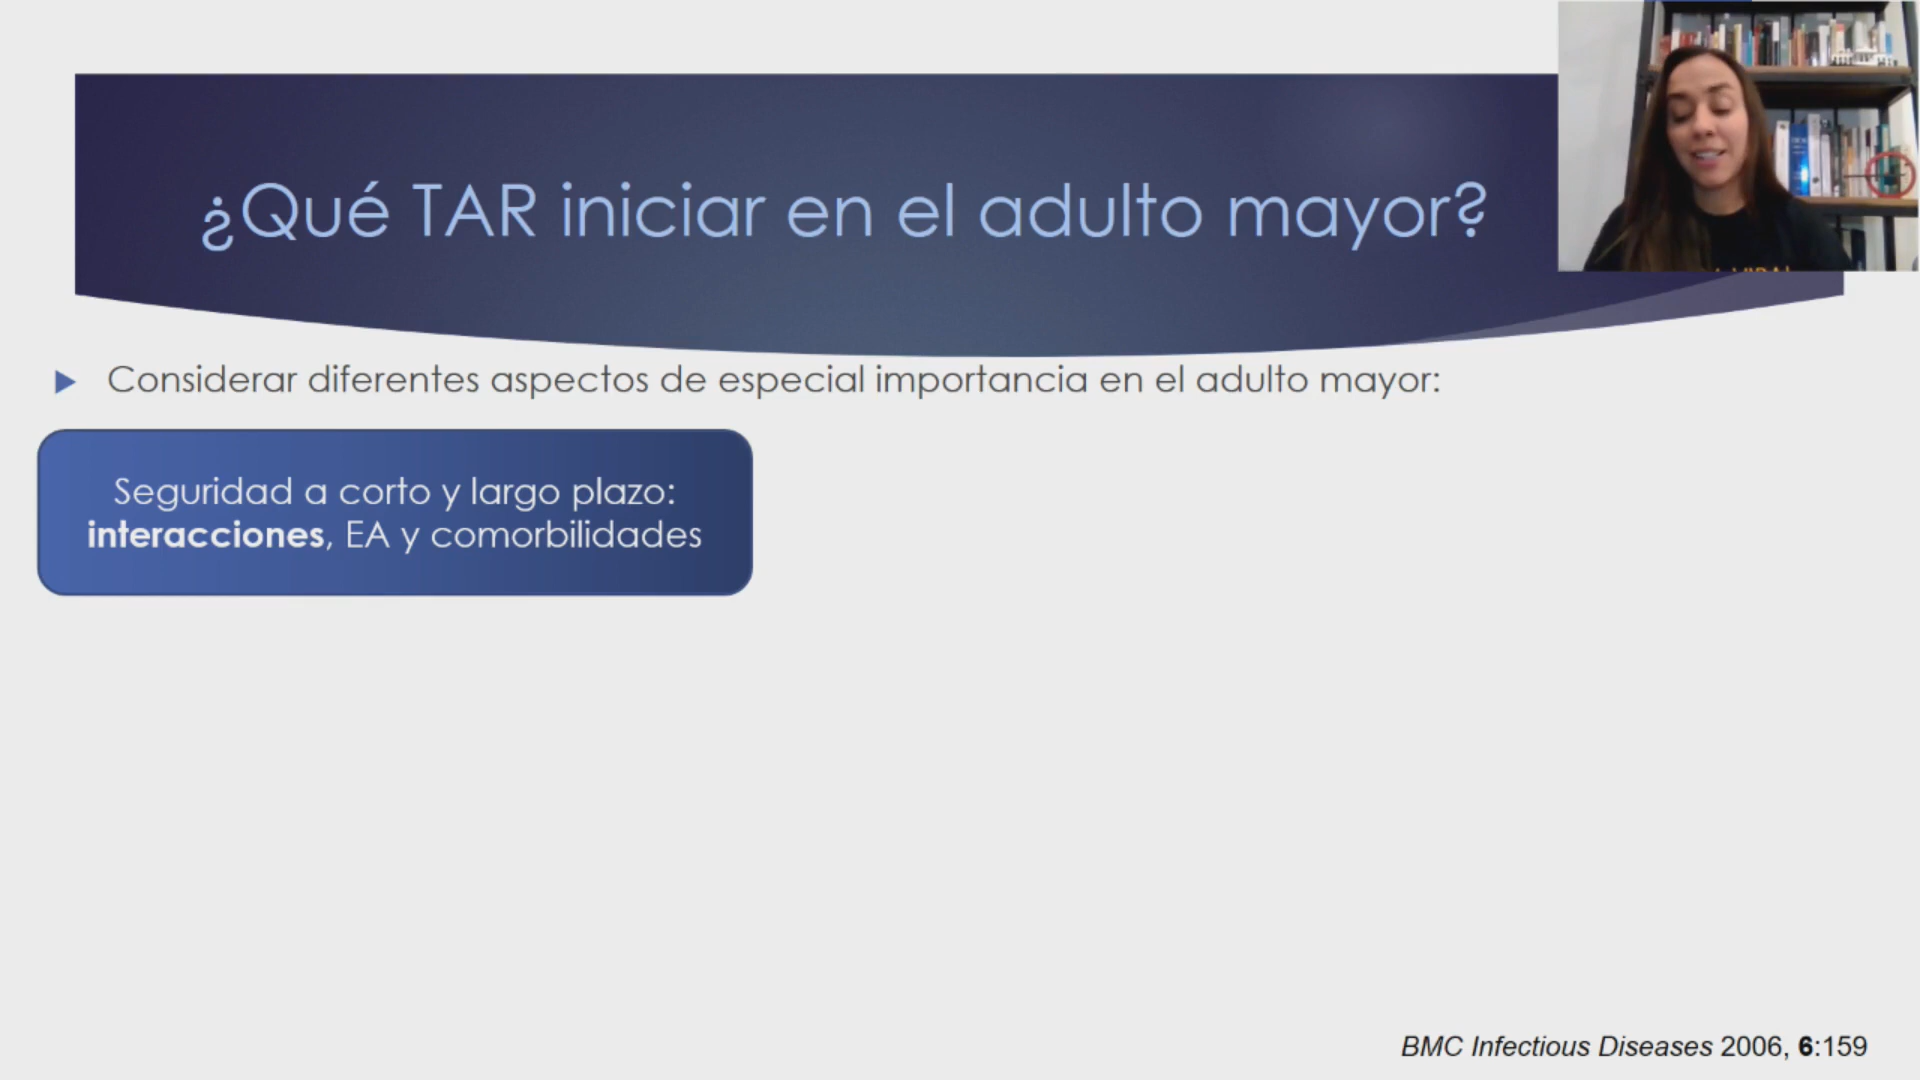 ¿Qué TAR iniciar en el adulto mayor?
Considerar diferentes aspectos de especial importancia en el adulto mayor:
Seguridad a corto y largo plazo:
interacciones, EA y comorbilidades
BMC Infectious Diseases 2006, 6:159